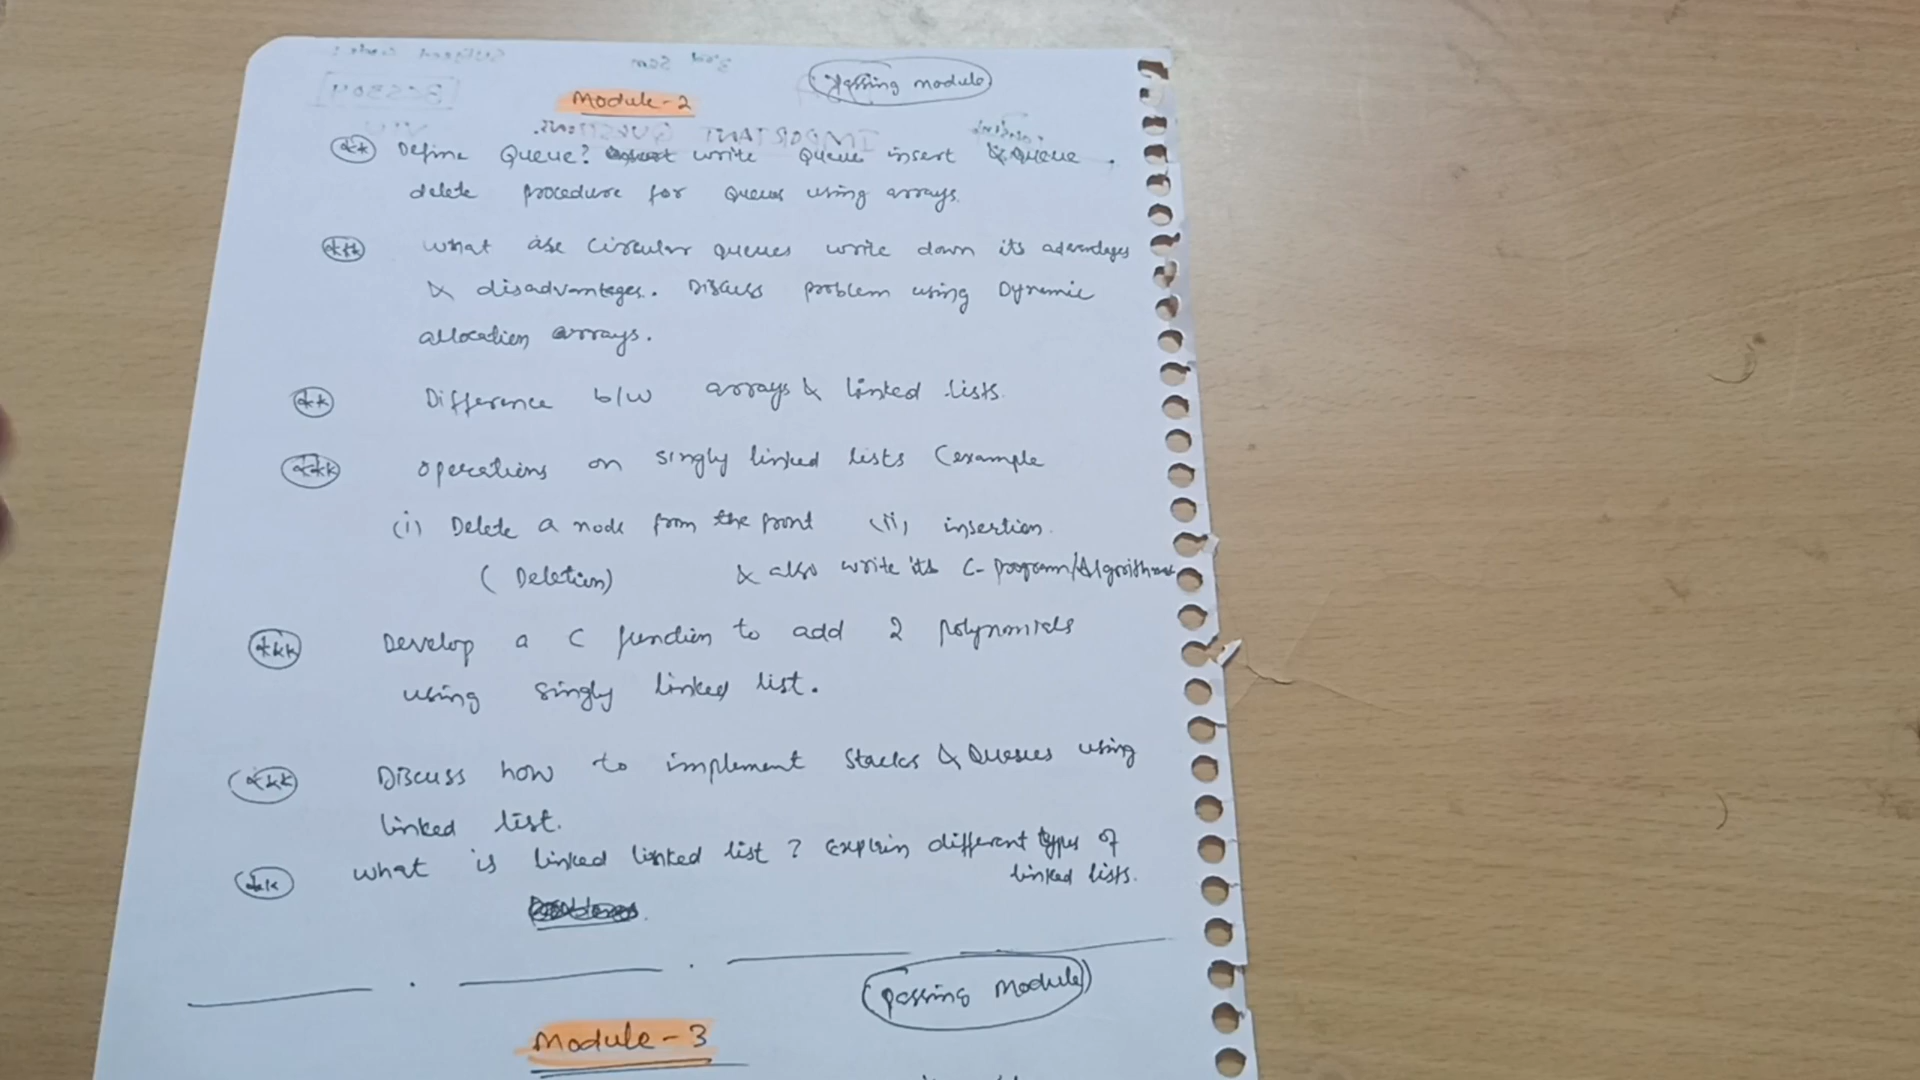 Passing module
Module-2
** Define Queue? write Queue insert & Queue
delete procedure for Queues using arrays.
*** what are circular queues write down its advantages
& disadvantages. Discuss problem using Dynamic
allocation arrays.
** Difference b/w arrays & linked lists.
*** operations on singly linked lists (example
(i) Delete a node from the front (ii) insertion.
(Deletion) & also write its C-Program/Algorithms
*** Develop a C function to add 2 polynomials
using singly linked list.
*** Discuss how to implement Stacks & Queues using
linked list.
** what is linked linked list? Explain different types of
linked lists.
Passing Module
Module-3